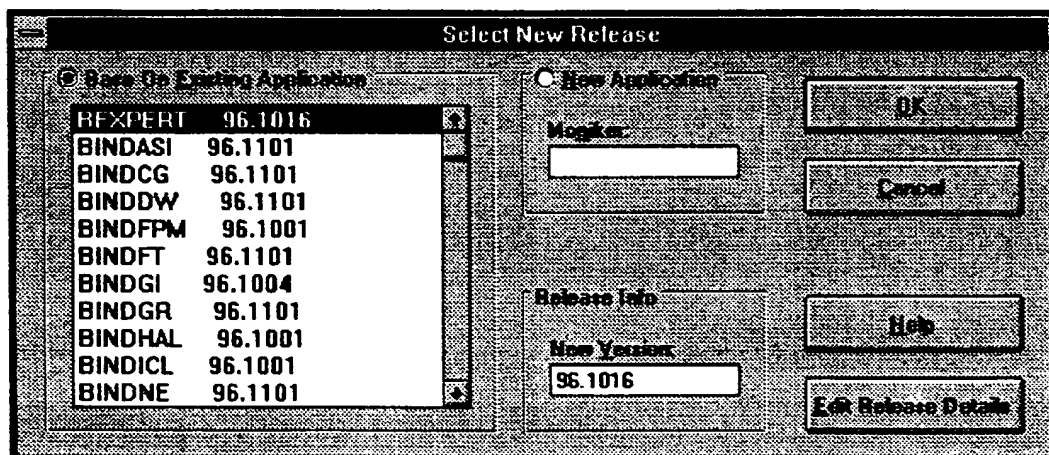 Select New Release
Base On Existing Application
BFXPERT 96.1016
BINDASI 96.1101
BINDCG 96.1101
BINDDW 96.1101
BINDFPM 96.1001
BINDFT 96.1101
BINDGI 96.1004
BINDGR 96.1101
BINDHAL 96.1001
BINDICL 96.1001
BINDNE 96.1101
New Application
Moniker:
Release Info
New Version:
96.1016
OK
Cancel
Help
Edit Release Details